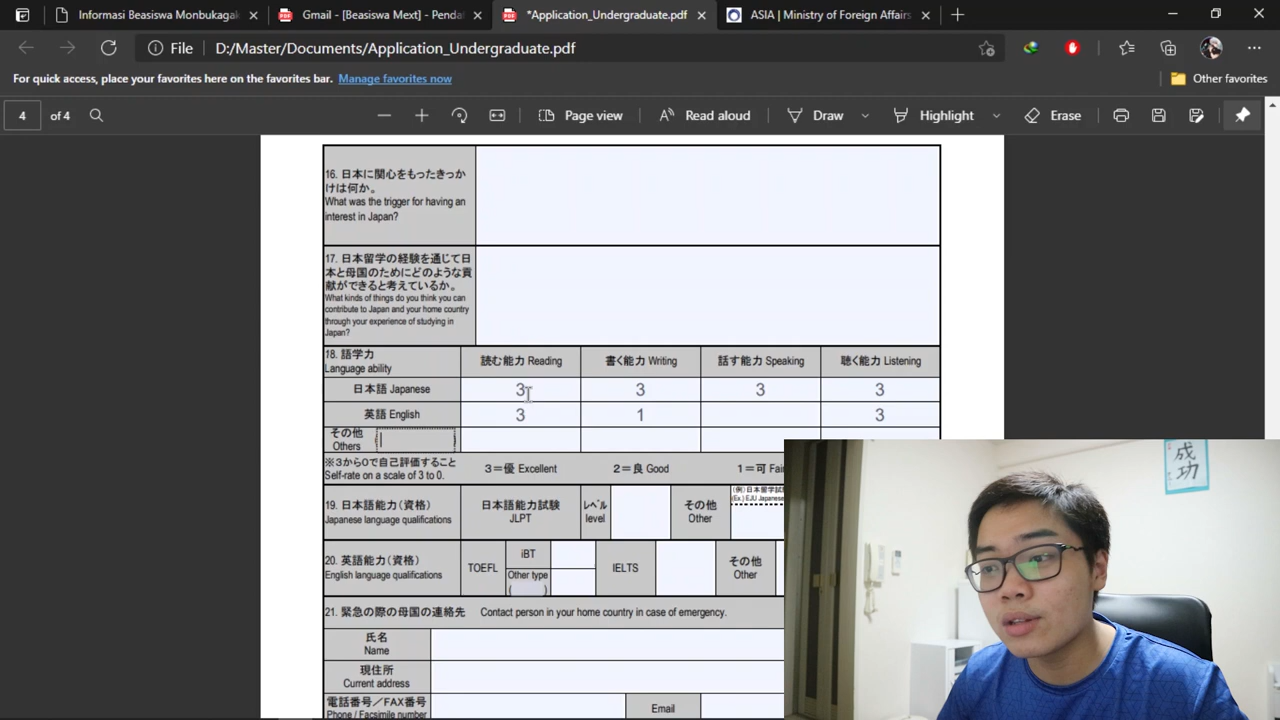 Informasi Beasiswa Monbukagak
Gmail - [Beasiswa Mext] - Pendaf
*Application_Undergraduate.pdf
ASIA | Ministry of Foreign Affairs
File
D:/Master/Documents/Application_Undergraduate.pdf
For quick access, place your favorites here on the favorites bar. Manage favorites now
Other favorites
4 of 4
Page view
Read aloud
Draw
Highlight
Erase
16. 日本に関心をもったきっか
けは何か。
What was the trigger for having an
interest in Japan?
17. 日本留学の経験を通じて日
本と母国のためにどのような貢
献ができると考えているか。
What kinds of things do you think you can
contribute to Japan and your home country
through your experience of studying in
Japan?
18. 語学力
Language ability
読む能力 Reading
書く能力 Writing
話す能力 Speaking
聴く能力 Listening
日本語 Japanese
3 3 3 3
英語 English
3 1 3
その他
Others
※3から0で自己評価すること
Self-rate on a scale of 3 to 0.
3=優 Excellent
2=良 Good
1=可 Fai
19. 日本語能力(資格)
Japanese language qualifications
日本語能力試験
JLPT
レベル
level
その他
Other
(例)日本留学試
(Ex.) EJU Japanese
20. 英語能力(資格)
English language qualifications
TOEFL
iBT
Other type
( )
IELTS
その他
Other
21. 緊急の際の母国の連絡先 Contact person in your home country in case of emergency.
氏名
Name
現住所
Current address
電話番号/FAX番号
Phone / Facsimile number
Email
成功